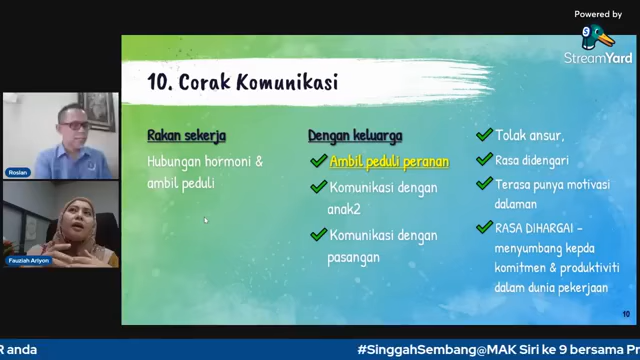 Powered by
StreamYard
10. Corak Komunikasi
Rakan sekerja
Hubungan hormoni &
ambil peduli
Dengan keluarga
Ambil peduli peranan
Komunikasi dengan
anak2
Komunikasi dengan
pasangan
Tolak ansur,
Rasa didengari
Terasa punya motivasi
dalaman
RASA DIHARGAI –
menyumbang kepda
komitmen & produktiviti
dalam dunia pekerjaan
10
Roslan
Fauziah Ariyon
R anda
#SinggahSembang@MAK Siri ke 9 bersama Pr